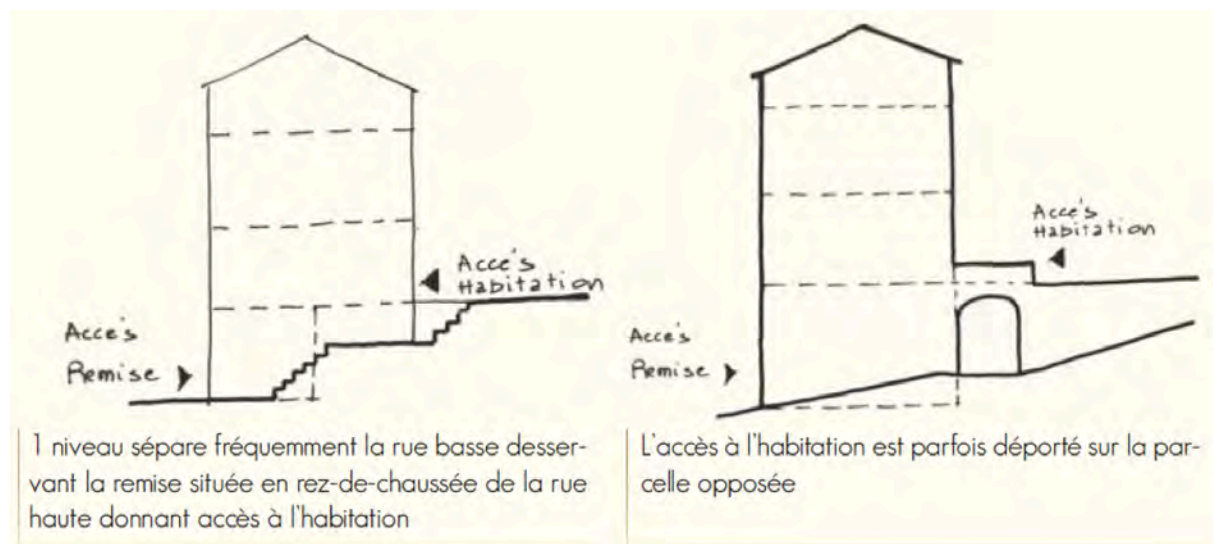 Accès
Habitation
Accès
Remise
1 niveau sépare fréquemment la rue basse desser-
vant la remise située en rez-de-chaussée de la rue
haute donnant accès à l'habitation
Accès
Habitation
Accès
Remise
L'accès à l'habitation est parfois déporté sur la par-
celle opposée